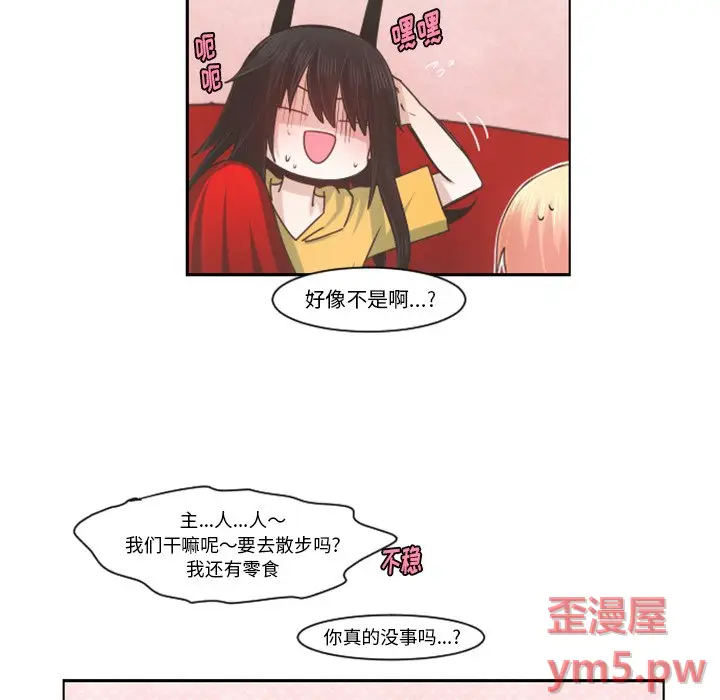 呃
呃
嘿嘿
好像不是啊...?
主...人...人～
我们干嘛呢～要去散步吗?
我还有零食
不稳
你真的没事吗...?
歪漫屋
ym5.pw